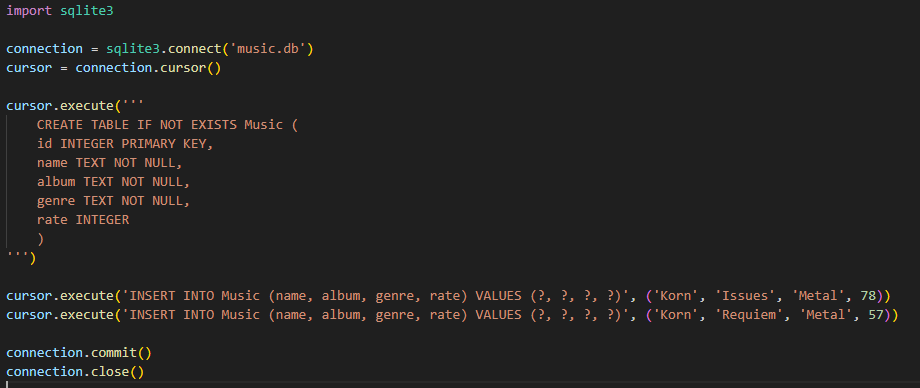 import sqlite3
connection = sqlite3.connect('music.db')
cursor = connection.cursor()
cursor.execute('''
CREATE TABLE IF NOT EXISTS Music (
id INTEGER PRIMARY KEY,
name TEXT NOT NULL,
album TEXT NOT NULL,
genre TEXT NOT NULL,
rate INTEGER
)
''')
cursor.execute('INSERT INTO Music (name, album, genre, rate) VALUES (?, ?, ?, ?)', ('Korn', 'Issues', 'Metal', 78))
cursor.execute('INSERT INTO Music (name, album, genre, rate) VALUES (?, ?, ?, ?)', ('Korn', 'Requiem', 'Metal', 57))
connection.commit()
connection.close()